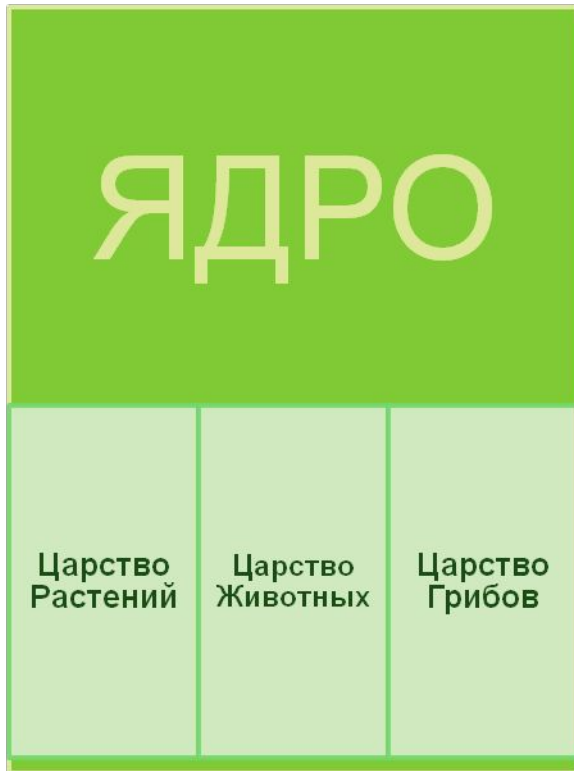 ЯДРО
Царство
Растений
Царство
Животных
Царство
Грибов